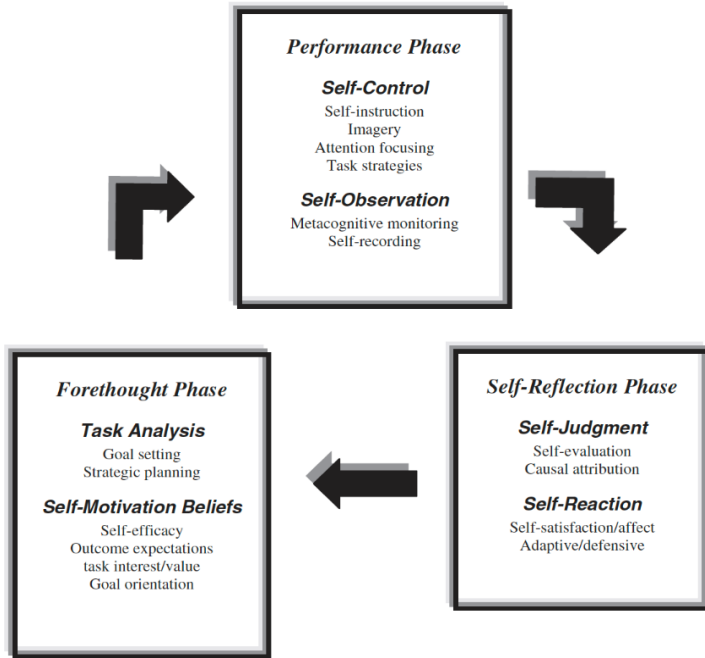 Performance Phase
Self-Control
Self-instruction
Imagery
Attention focusing
Task strategies
Self-Observation
Metacognitive monitoring
Self-recording
Forethought Phase
Task Analysis
Goal setting
Strategic planning
Self-Motivation Beliefs
Self-efficacy
Outcome expectations
task interest/value
Goal orientation
Self-Reflection Phase
Self-Judgment
Self-evaluation
Causal attribution
Self-Reaction
Self-satisfaction/affect
Adaptive/defensive